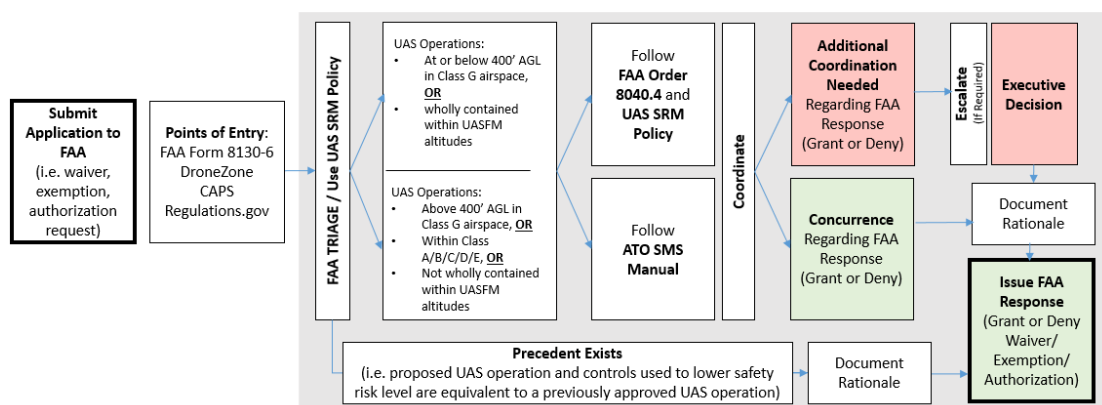 Submit
Application to
FAA
(i.e. waiver,
exemption,
authorization
request)
Points of Entry:
FAA Form 8130-6
DroneZone
CAPS
Regulations.gov
FAA TRIAGE / Use UAS SRM Policy
UAS Operations:
• At or below 400’ AGL
in Class G airspace,
OR
• wholly contained
within UASFM
altitudes
UAS Operations:
• Above 400’ AGL in
Class G airspace, OR
• Within Class
A/B/C/D/E, OR
• Not wholly contained
within UASFM
altitudes
Follow
FAA Order
8040.4 and
UAS SRM
Policy
Follow
ATO SMS
Manual
Coordinate
Additional
Coordination
Needed
Regarding FAA
Response
(Grant or Deny)
Concurrence
Regarding FAA
Response
(Grant or Deny)
Escalate
(If Required)
Executive
Decision
Document
Rationale
Issue FAA
Response
(Grant or Deny
Waiver/
Exemption/
Authorization)
Precedent Exists
(i.e. proposed UAS operation and controls used to lower safety
risk level are equivalent to a previously approved UAS operation)
Document
Rationale